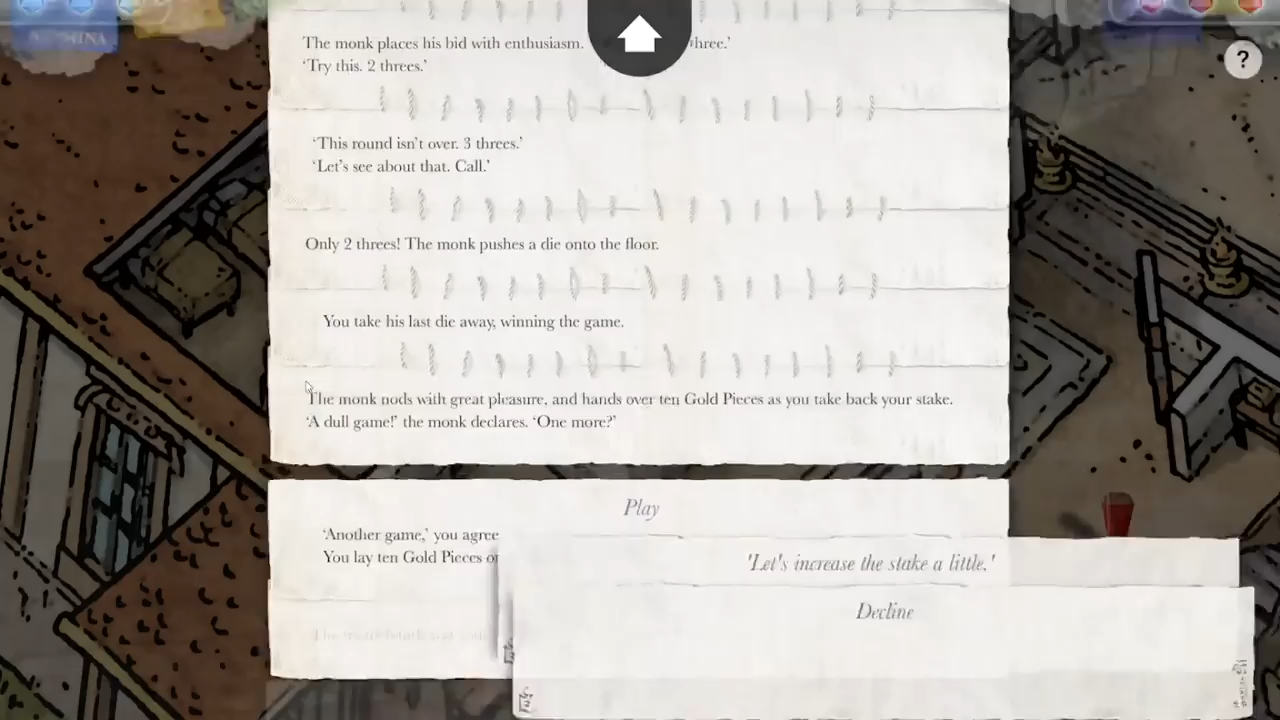 The monk places his bid with enthusiasm. three.’
‘Try this. 2 threes.’
‘This round isn’t over. 3 threes.’
‘Let’s see about that. Call.’
Only 2 threes! The monk pushes a die onto the floor.
You take his last die away, winning the game.
The monk nods with great pleasure, and hands over ten Gold Pieces as you take back your stake.
‘A dull game!’ the monk declares. ‘One more?’
Play
‘Another game,’ you agree
You lay ten Gold Pieces
'Let's increase the stake a little.'
Decline
?